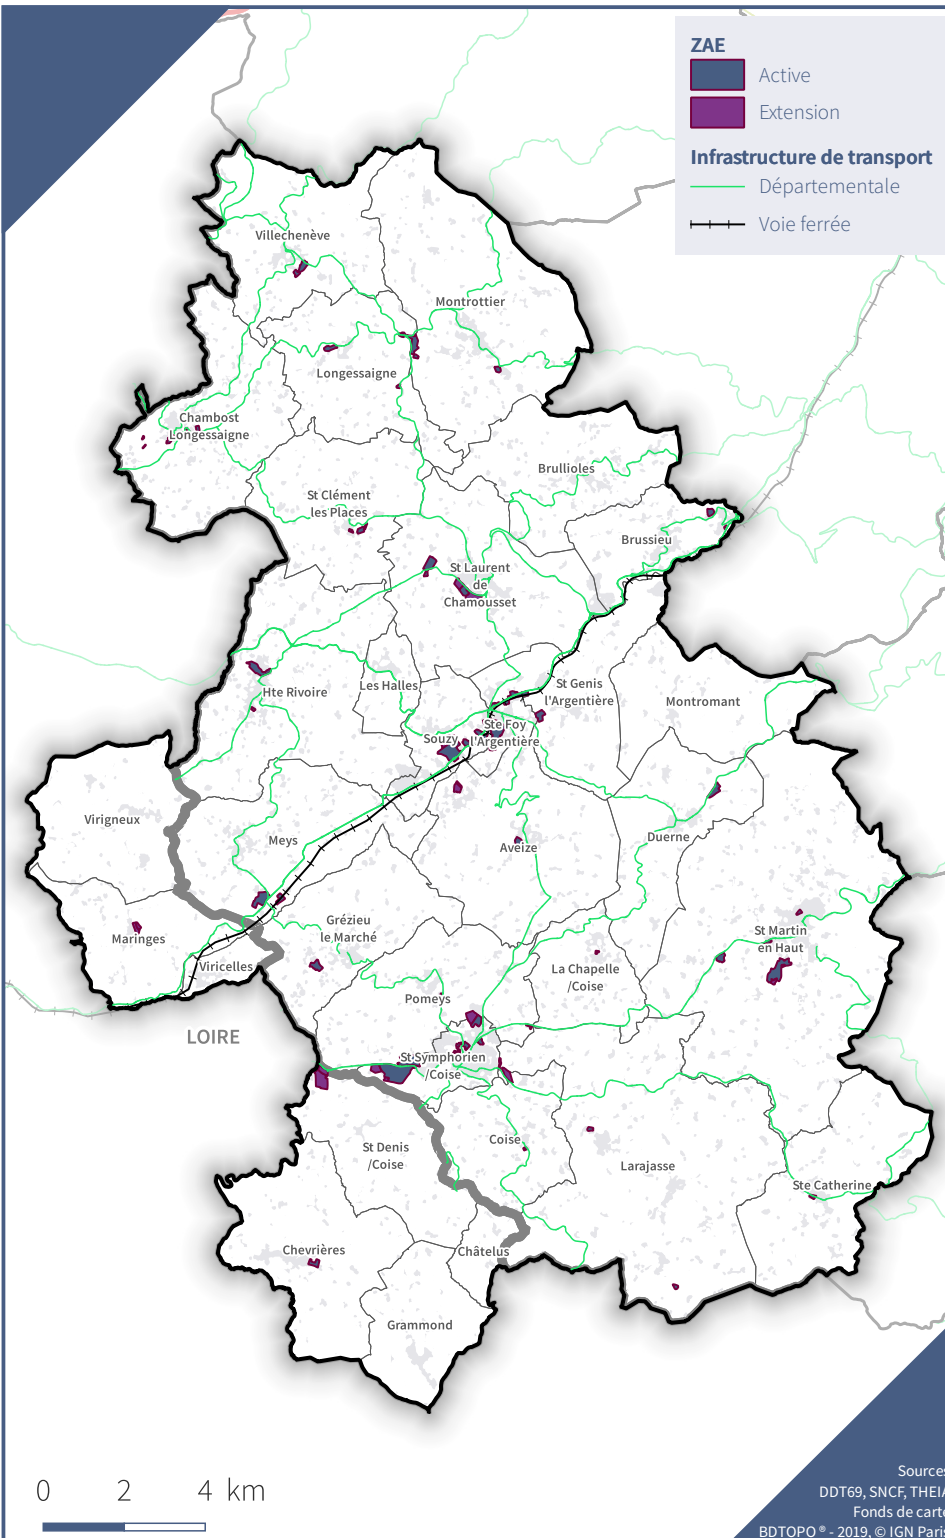 ZAE
Active
Extension
Infrastructure de transport
Départementale
Voie ferrée
Villechenève
Montrottier
Longessaigne
Chambost
Longessaigne
Brullioles
St Clément
les Places
Brussieu
St Laurent
de
Chamousset
Les Halles
Hte Rivoire
St Genis
l'Argentière
Montromant
Ste Foy
l'Argentière
Souzy
Virigneux
Meys
Aveize
Duerne
Grézieu
le Marché
Maringes
St Martin
en Haut
Viricelles
La Chapelle
/Coise
Pomeys
LOIRE
St Symphorien
/Coise
Coise
St Denis
/Coise
Larajasse
Ste Catherine
Chevrières
Châtelus
Grammond
0 2 4 km
Sources
DDT69, SNCF, THEIA
Fonds de carte
BDTOPO ® - 2019, © IGN Paris